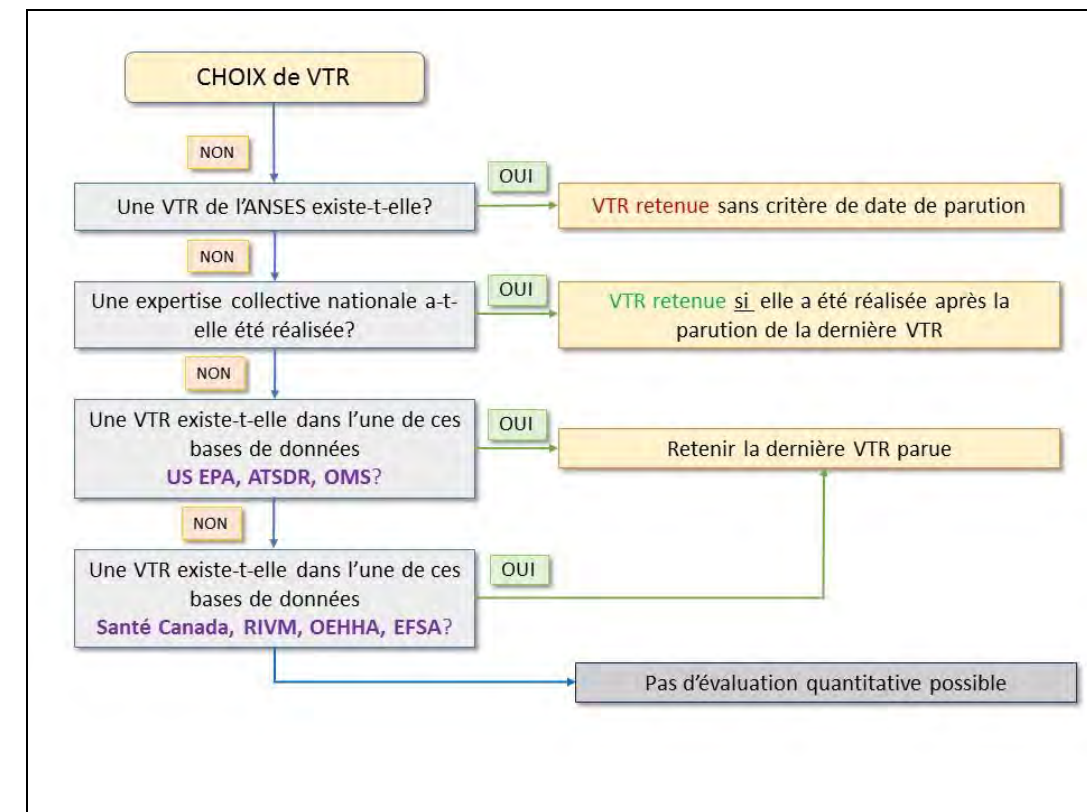 CHOIX de VTR
NON
OUI
Une VTR de l'ANSES existe-t-elle?
VTR retenue sans critère de date de parution
NON
OUI
Une expertise collective nationale a-t-
elle été réalisée?
VTR retenue si elle a été réalisée après la
parution de la dernière VTR
NON
OUI
Une VTR existe-t-elle dans l'une de ces
bases de données
US EPA, ATSDR, OMS?
Retenir la dernière VTR parue
NON
OUI
Une VTR existe-t-elle dans l'une de ces
bases de données
Santé Canada, RIVM, OEHHA, EFSA?
Pas d'évaluation quantitative possible